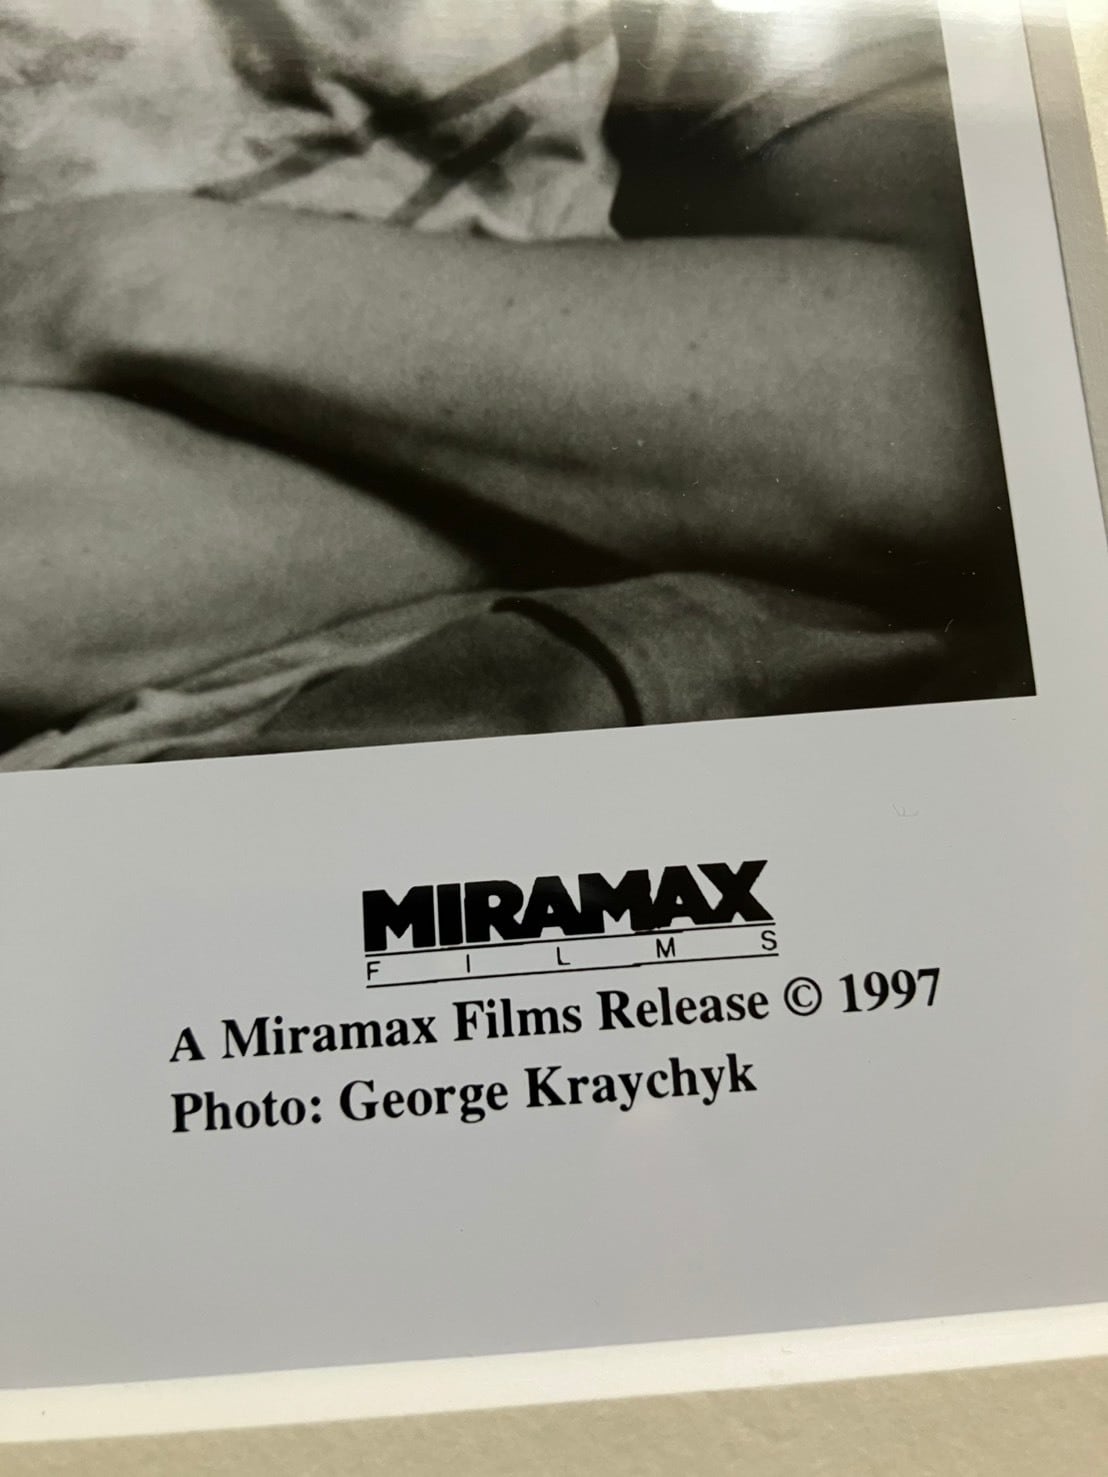 MIRAMAX
FILMS
A Miramax Films Release © 1997
Photo: George Kraychyk